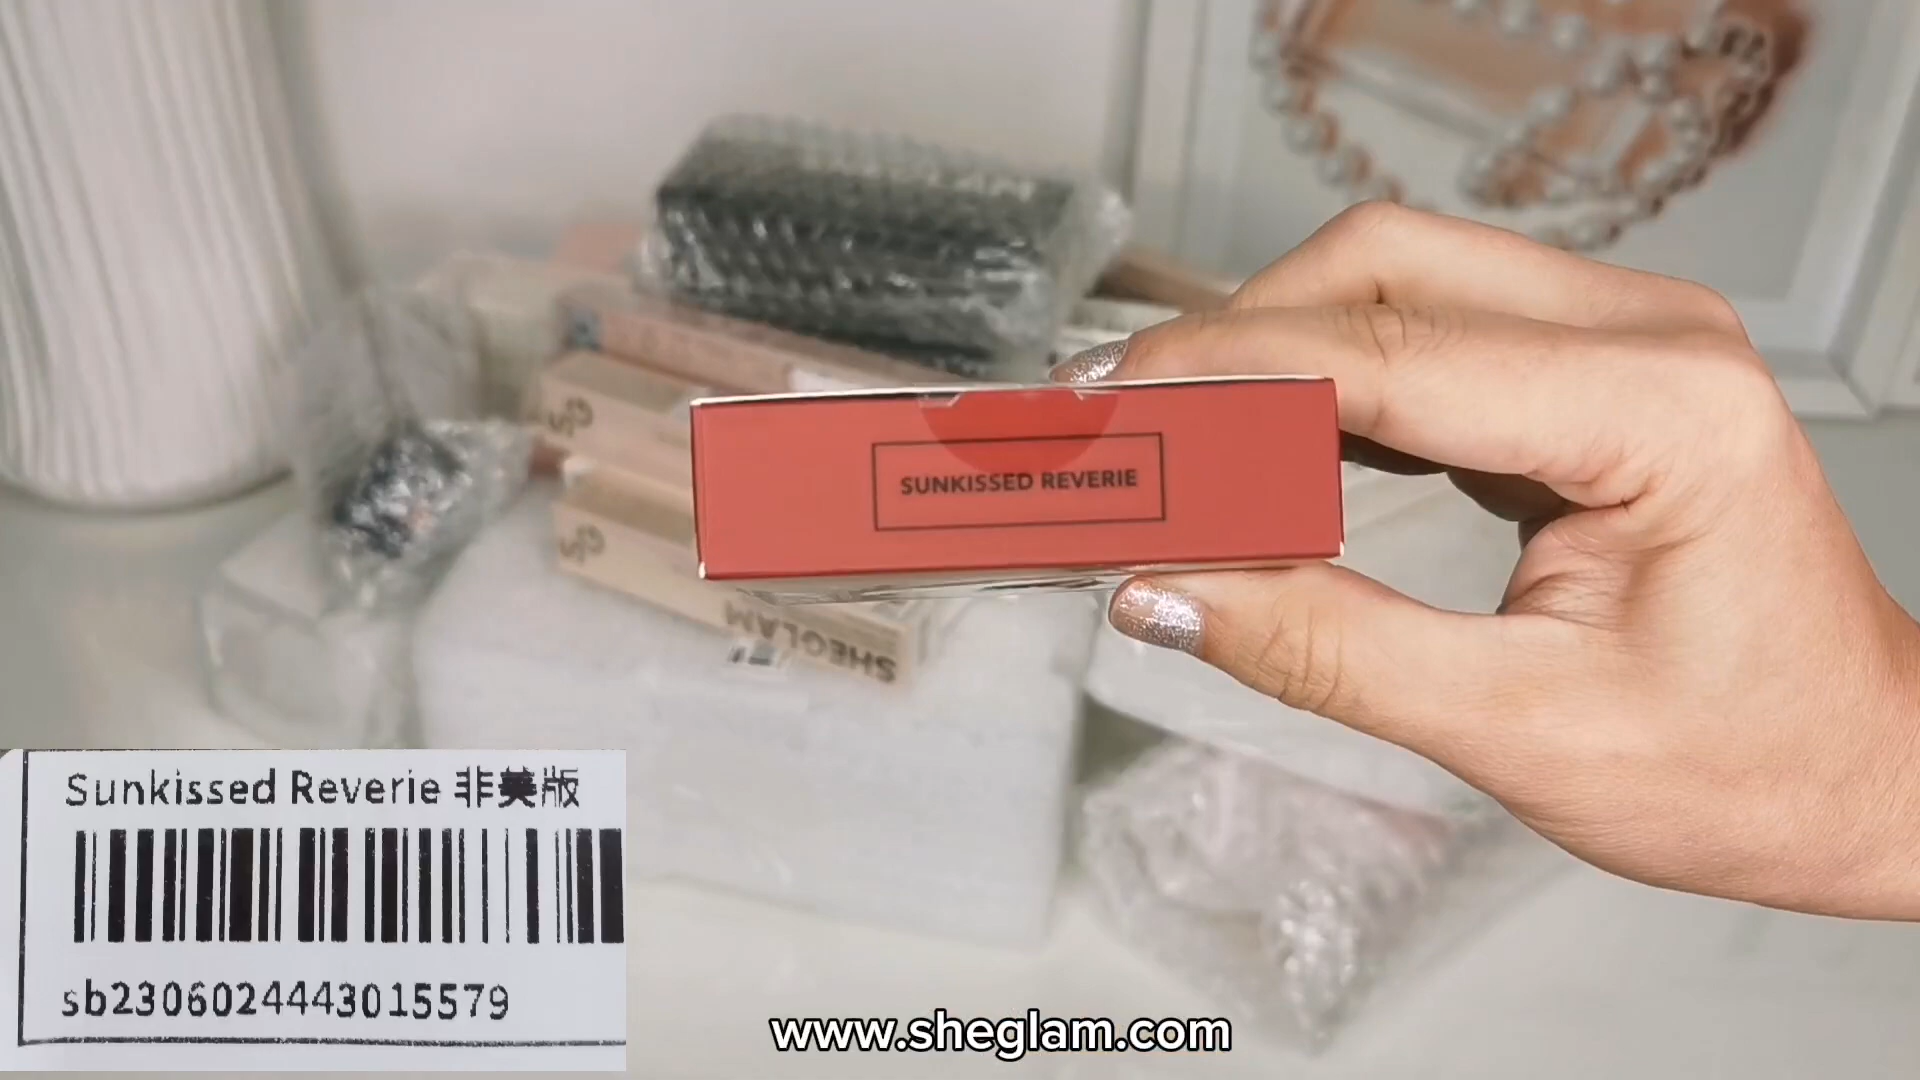 SUNKISSED REVERIE
SHEGLAM
Sunkissed Reverie 非美版
sb2306024443015579
www.sheglam.com